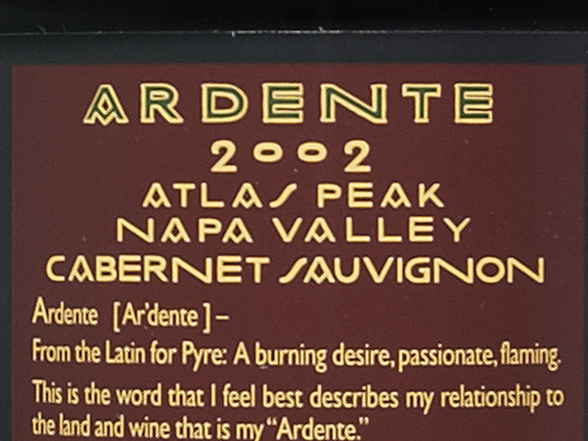 ARDENTE
2002
ATLAS PEAK
NAPA VALLEY
CABERNET SAUVIGNON
Ardente [Ar'dente] –
From the Latin for Pyre: A burning desire, passionate, flaming.
This is the word that I feel best describes my relationship to
the land and wine that is my “Ardente.”